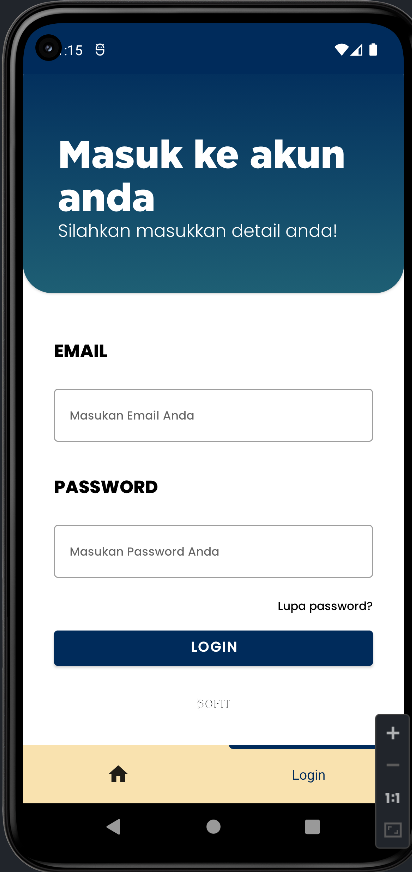 :15
Masuk ke akun
anda
Silahkan masukkan detail anda!
EMAIL
Masukan Email Anda
PASSWORD
Masukan Password Anda
Lupa password?
LOGIN
SOFIT
Login
1:1